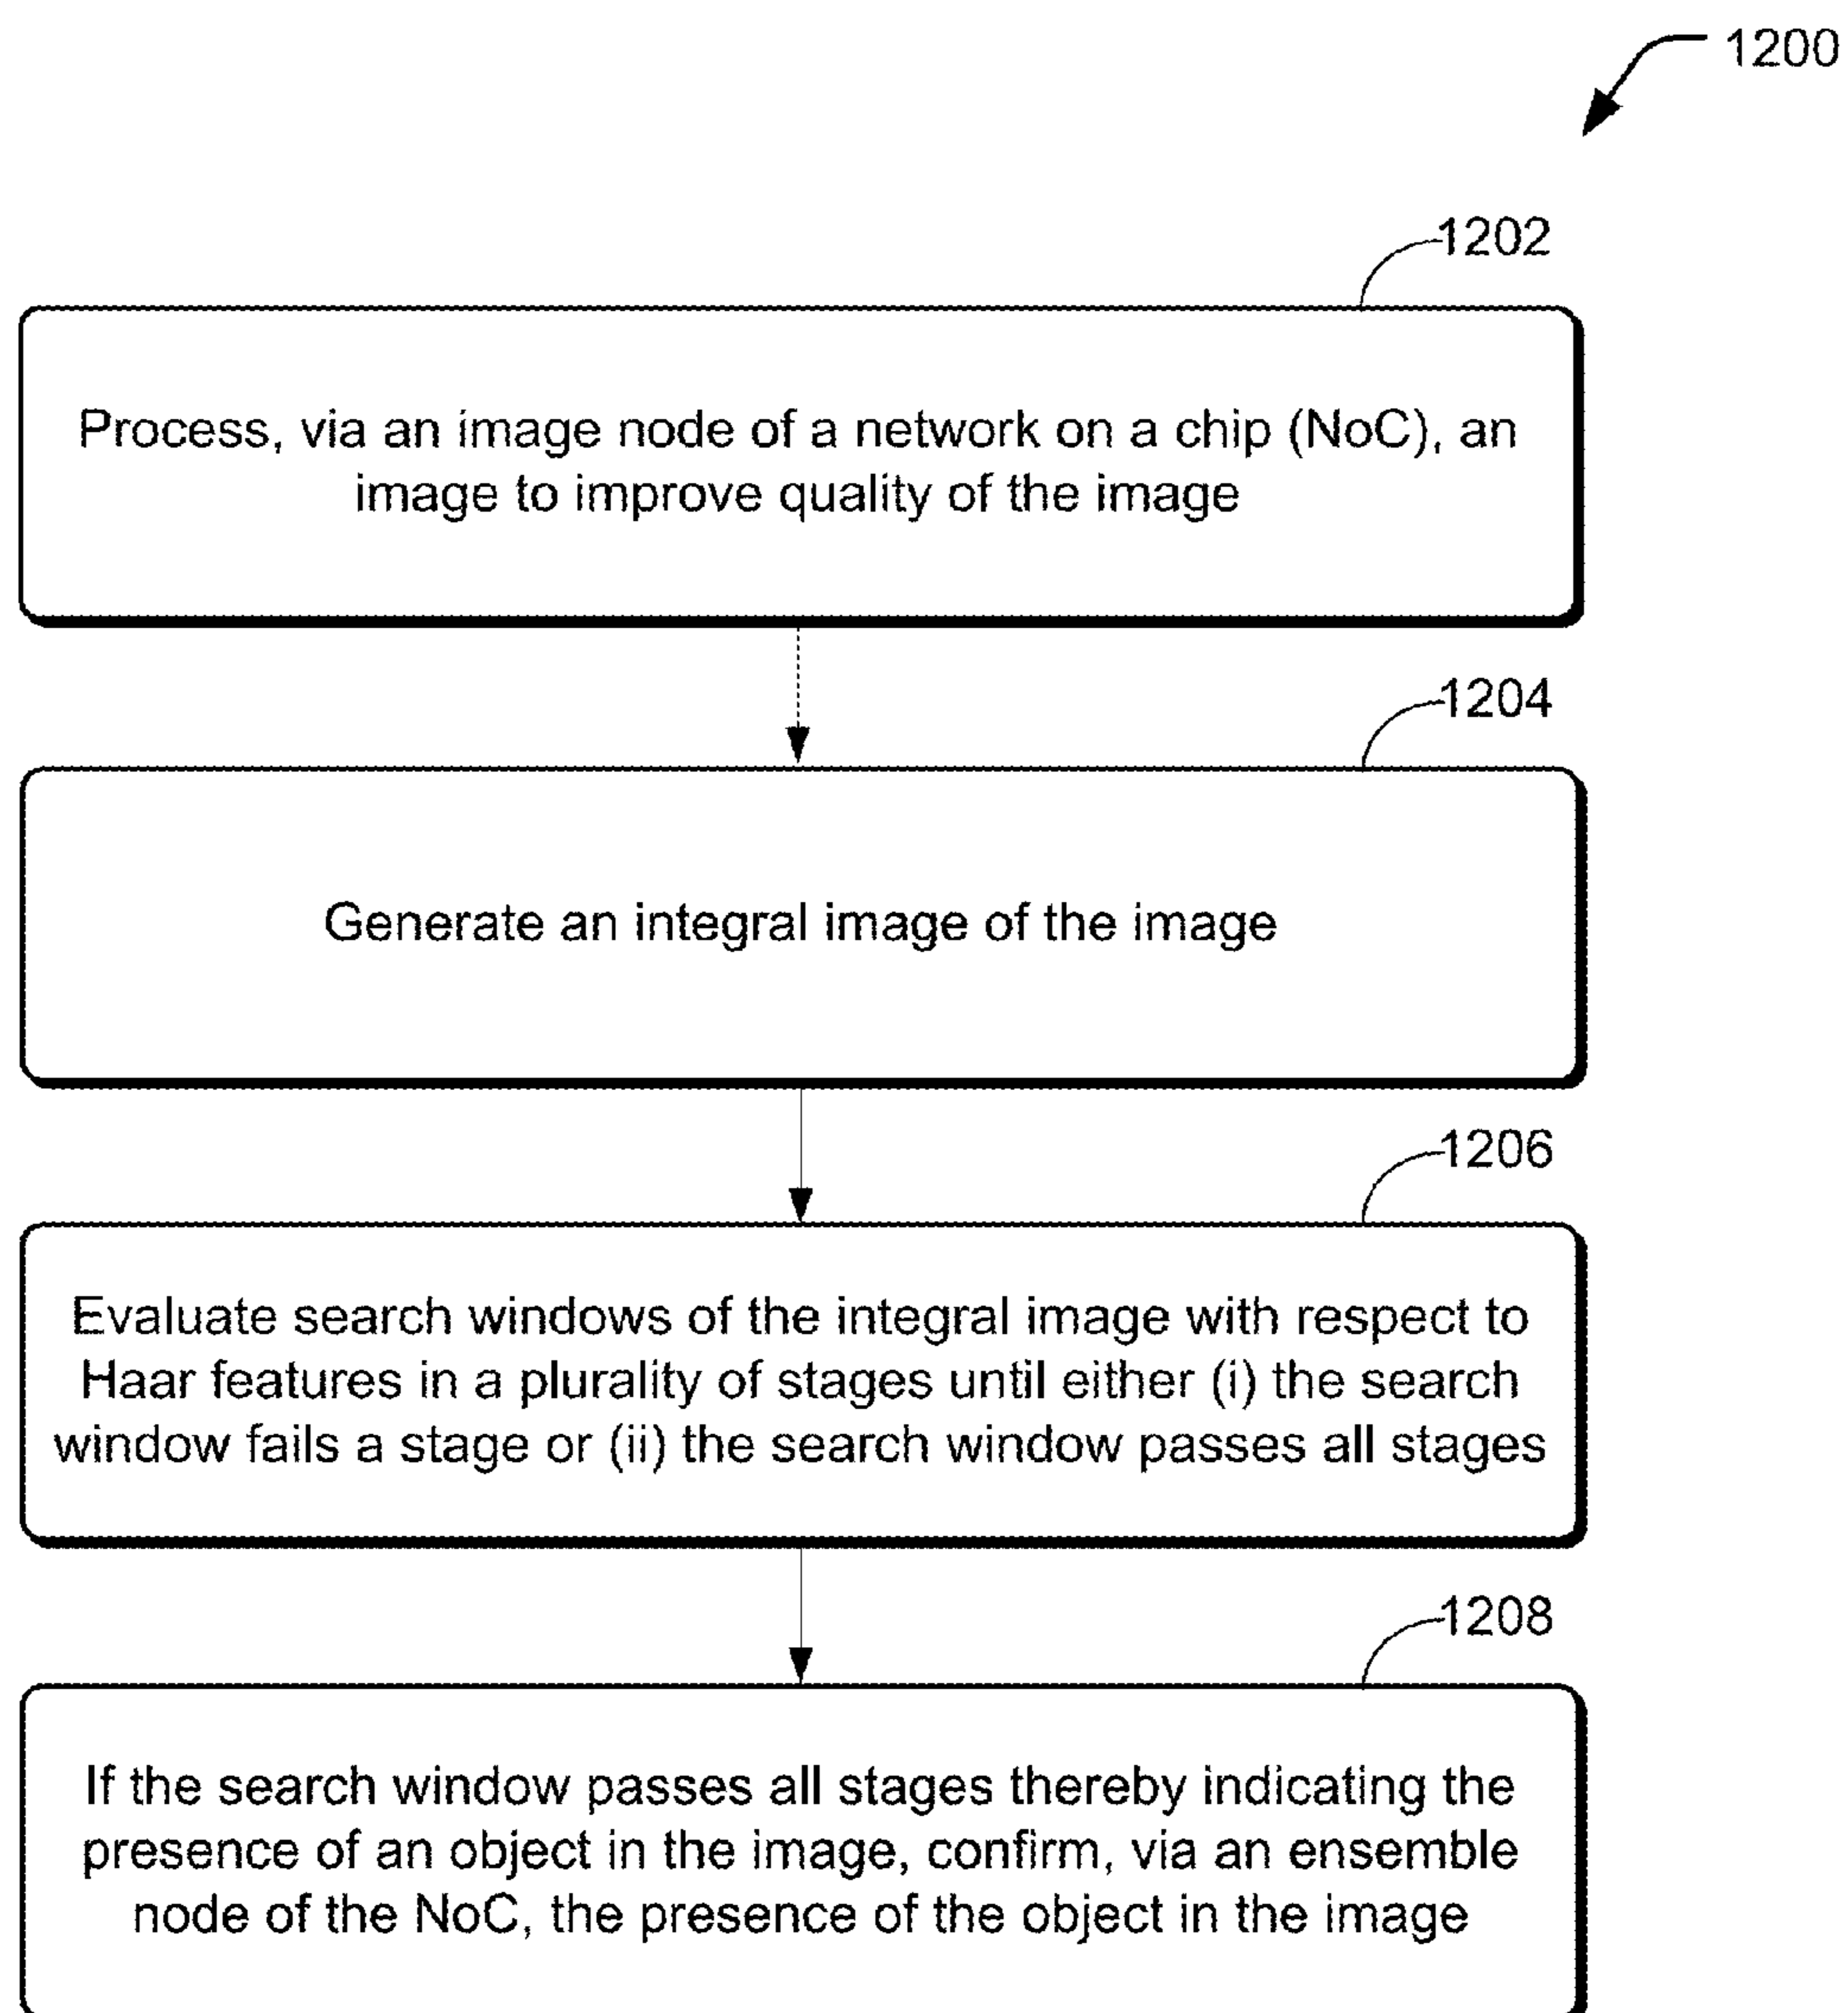 1200
1202
Process, via an image node of a network on a chip (NoC), an
image to improve quality of the image
1204
Generate an integral image of the image
1206
Evaluate search windows of the integral image with respect to
Haar features in a plurality of stages until either (i) the search
window fails a stage or (ii) the search window passes all stages
1208
If the search window passes all stages thereby indicating the
presence of an object in the image, confirm, via an ensemble
node of the NoC, the presence of the object in the image